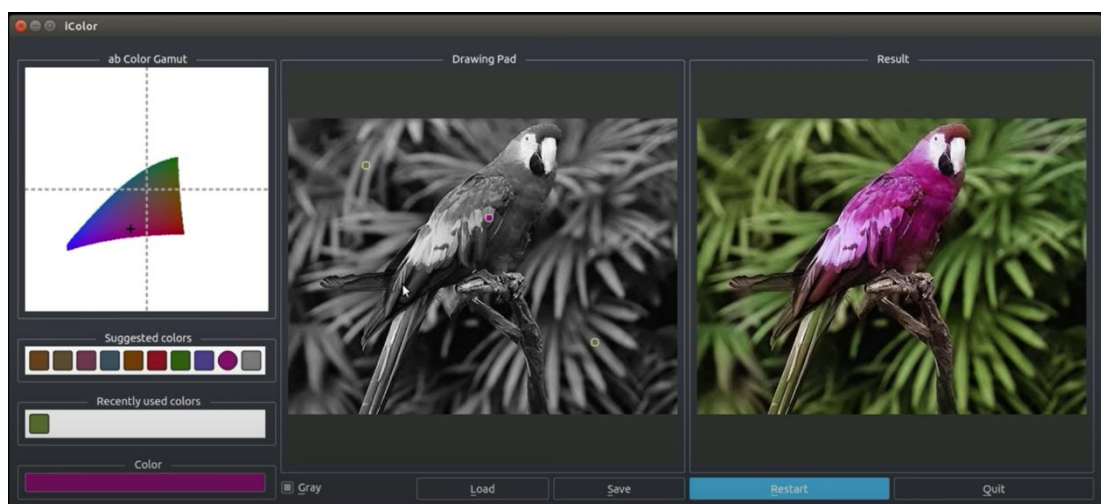 iColor
ab Color Gamut
Drawing Pad
Result
Suggested colors
Recently used colors
Color
Gray
Load
Save
Restart
Quit